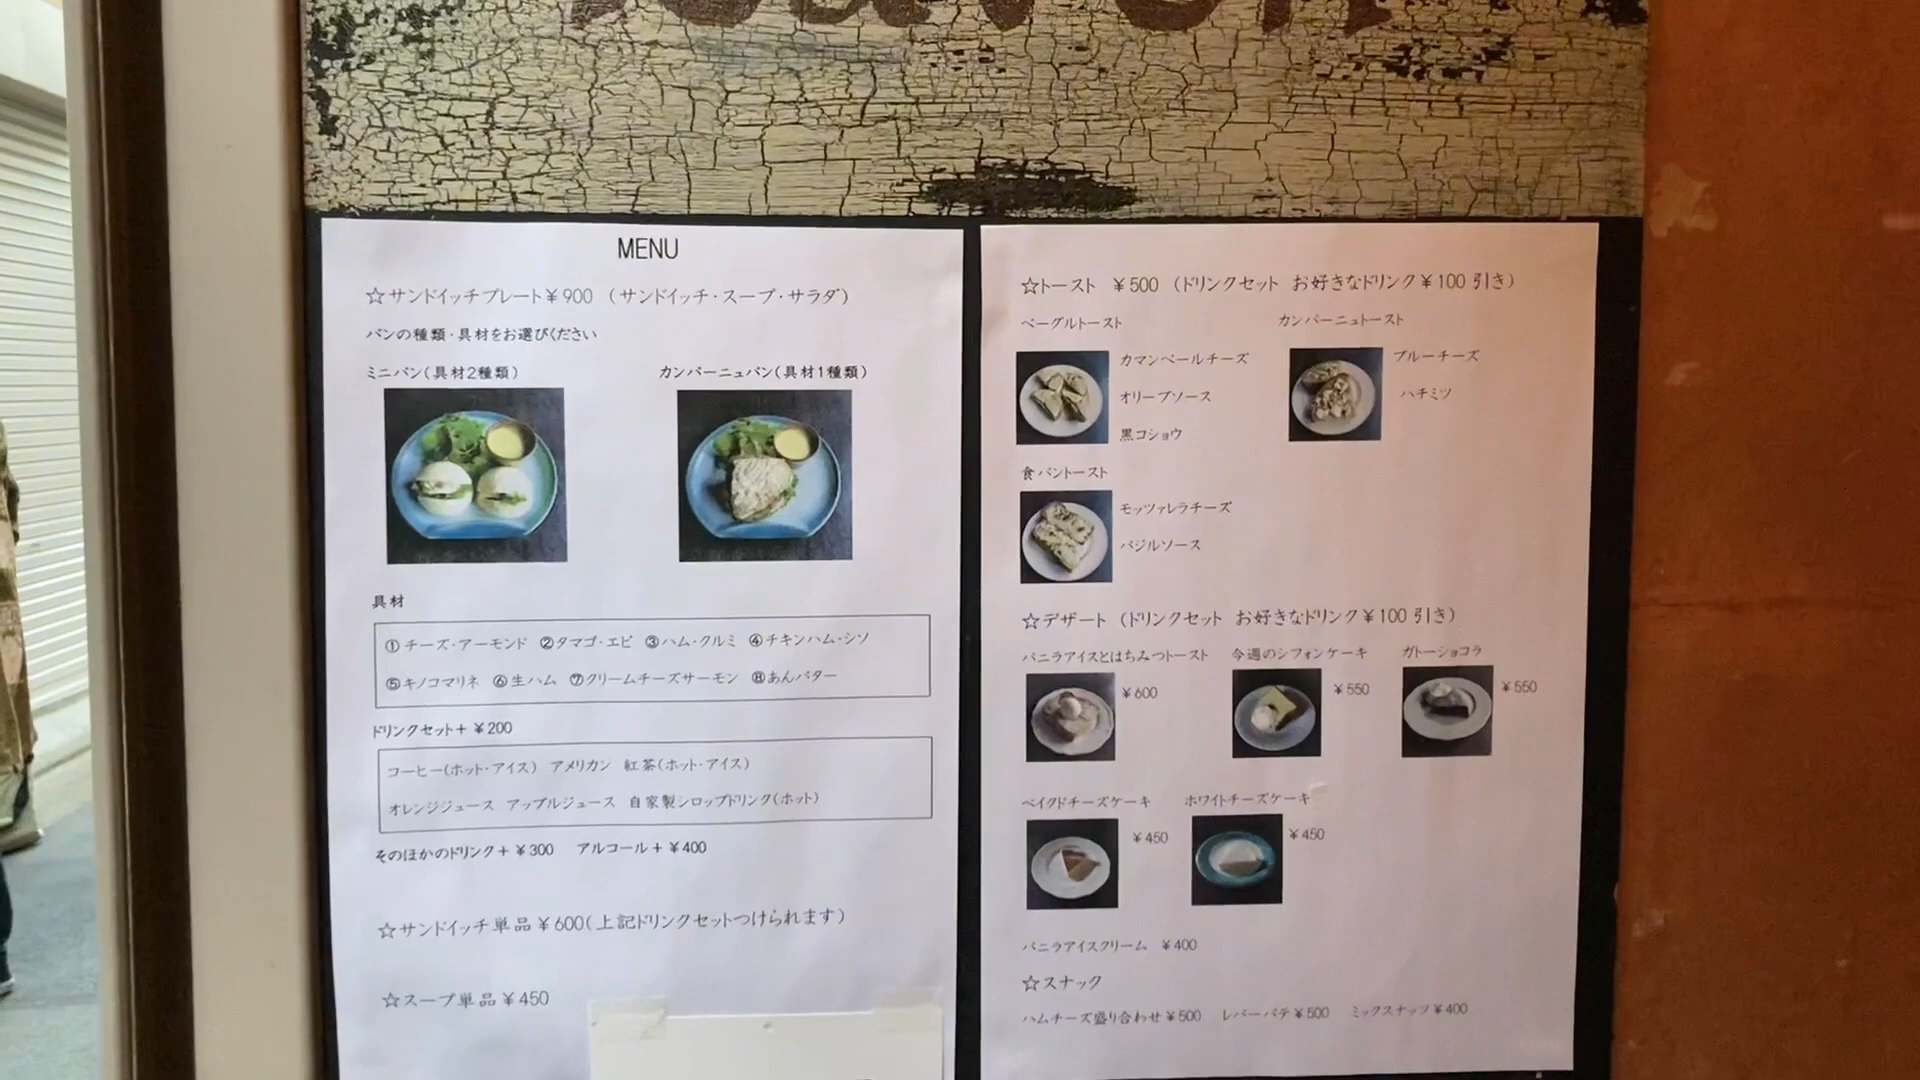 MENU
☆サンドイッチプレート￥900 （サンドイッチ・スープ・サラダ）
パンの種類・具材をお選びください
ミニパン（具材2種類）
カンパーニュパン（具材1種類）
具材
①チーズ・アーモンド ②タマゴ・エビ ③ハム・クルミ ④チキンハム・シソ
⑤キノコマリネ ⑥生ハム ⑦クリームチーズサーモン ⑧あんバター
ドリンクセット＋￥200
コーヒー（ホット・アイス） アメリカン 紅茶（ホット・アイス）
オレンジジュース アップルジュース 自家製シロップドリンク（ホット）
そのほかのドリンク＋￥300 アルコール＋￥400
☆サンドイッチ単品￥600（上記ドリンクセットつけられます）
☆スープ単品￥450
☆トースト ￥500 （ドリンクセット お好きなドリンク￥100 引き）
ベーグルトースト
カマンベールチーズ
オリーブソース
黒コショウ
カンパーニュトースト
ブルーチーズ
ハチミツ
食パントースト
モッツァレラチーズ
バジルソース
☆デザート （ドリンクセット お好きなドリンク￥100 引き）
バニラアイスとはちみつトースト
￥600
今週のシフォンケーキ
￥550
ガトーショコラ
￥550
ベイクドチーズケーキ
￥450
ホワイトチーズケーキ
￥450
バニラアイスクリーム ￥400
☆スナック
ハムチーズ盛り合わせ￥500 レバーパテ￥500 ミックスナッツ￥400